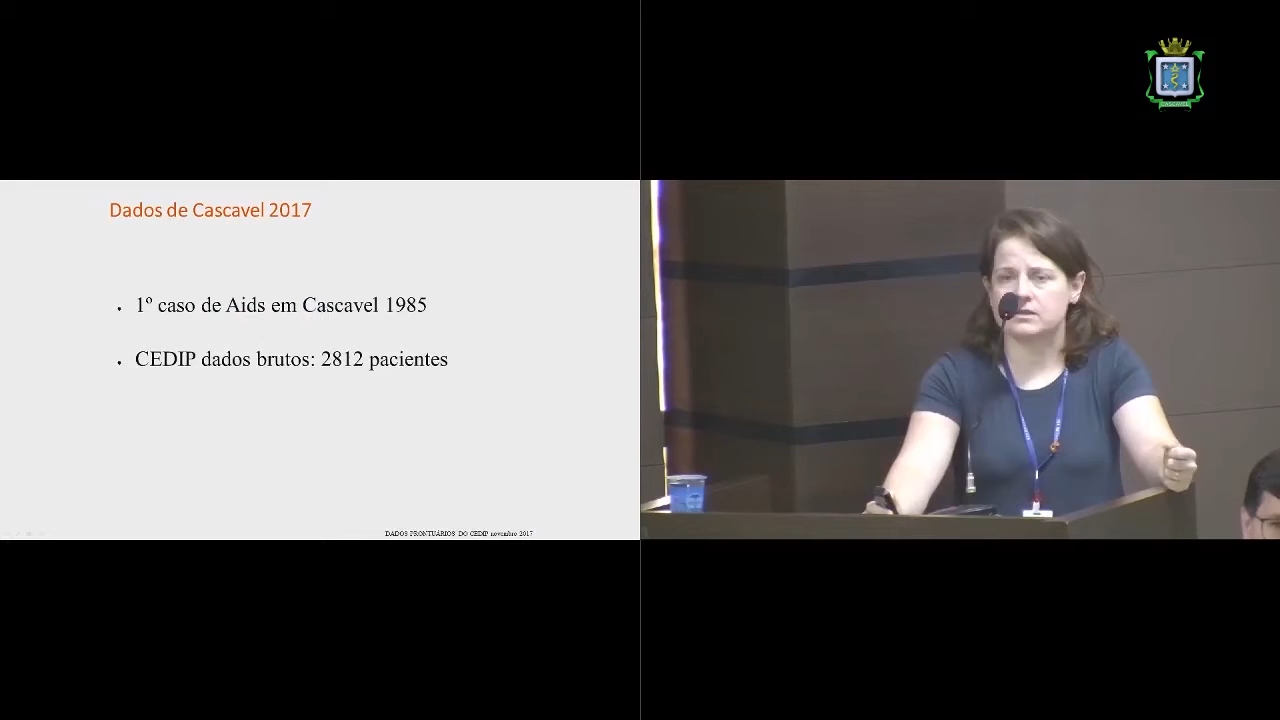 CASCAVEL
Dados de Cascavel 2017
1º caso de Aids em Cascavel 1985
CEDIP dados brutos: 2812 pacientes
DADOS PRONTUÁRIOS DO CEDIP novembro 2017